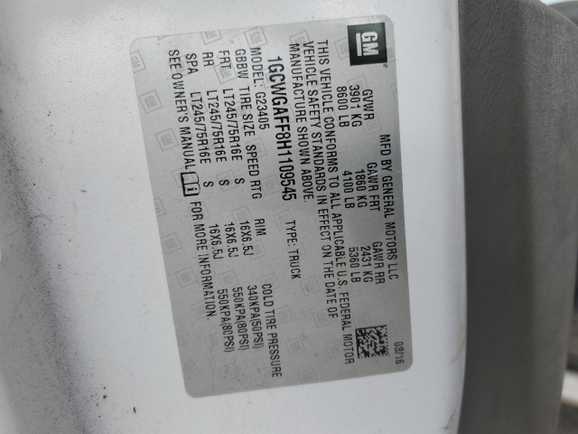 GM
MFD BY GENERAL MOTORS LLC 08/16
GVWR GAWR FRT GAWR RR
3901 KG 1860 KG 2431 KG
8600 LB 4100 LB 5360 LB
THIS VEHICLE CONFORMS TO ALL APPLICABLE U.S. FEDERAL MOTOR
VEHICLE SAFETY STANDARDS IN EFFECT ON THE DATE OF
MANUFACTURE SHOWN ABOVE.
1GCWGAFF8H1109545 TYPE: TRUCK
MODEL: G23405
GBBW TIRE SIZE SPEED RTG RIM COLD TIRE PRESSURE
FRT LT245/75R16E S 16X6.5J 340KPA(50PSI)
RR LT245/75R16E S 16X6.5J 550KPA(80PSI)
SPA LT245/75R16E S 16X6.5J 550KPA(80PSI)
SEE OWNER'S MANUAL FOR MORE INFORMATION